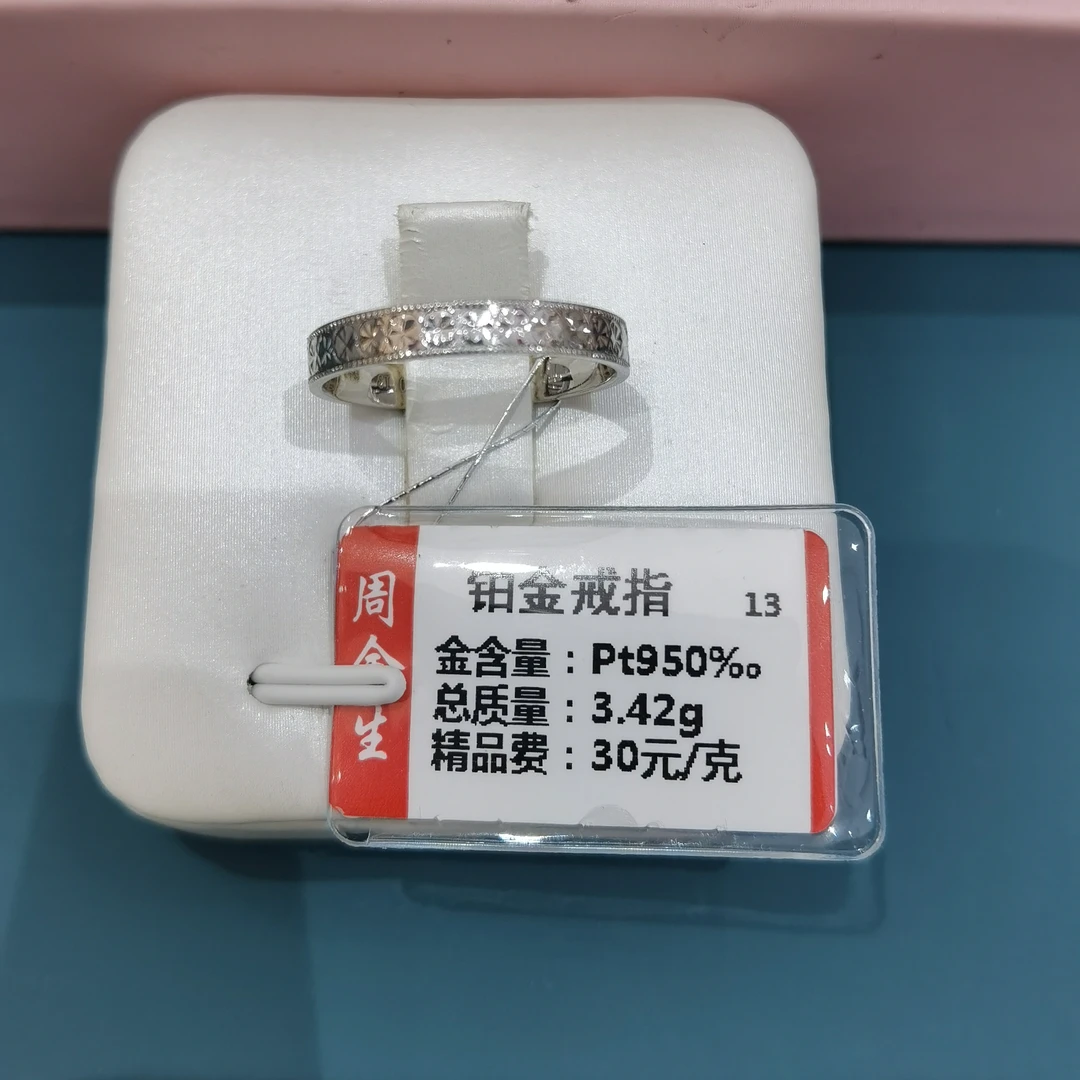 周金生
铂金戒指 13
金含量：Pt950‰
总质量：3.42g
精品费：30元/克